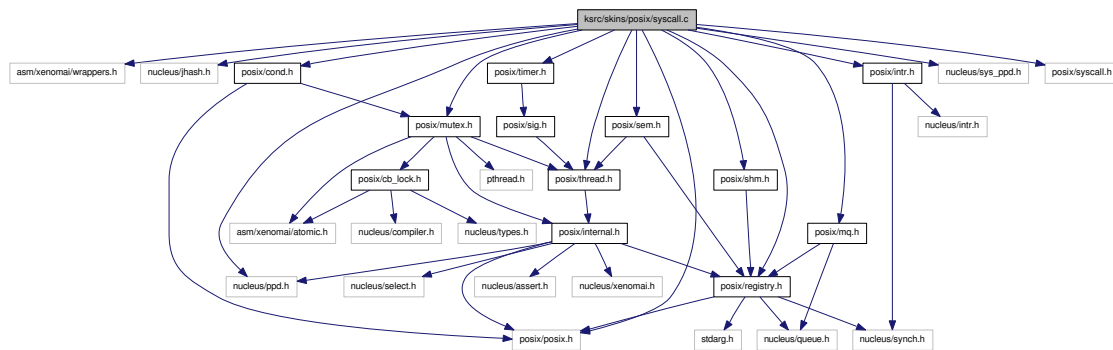 ksrc/skins/posix/syscall.c
asm/xenomai/wrappers.h
nucleus/jhash.h
posix/cond.h
posix/timer.h
posix/intr.h
nucleus/sys_ppd.h
posix/syscall.h
posix/mutex.h
posix/sig.h
posix/sem.h
nucleus/intr.h
posix/cb_lock.h
pthread.h
posix/thread.h
posix/shm.h
asm/xenomai/atomic.h
nucleus/compiler.h
nucleus/types.h
posix/internal.h
posix/mq.h
nucleus/ppd.h
nucleus/select.h
nucleus/assert.h
nucleus/xenomai.h
posix/registry.h
posix/posix.h
stdarg.h
nucleus/queue.h
nucleus/synch.h